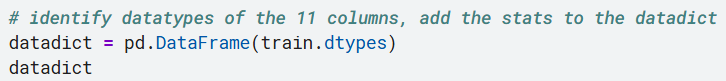 # identify datatypes of the 11 columns, add the stats to the datadict
datadict = pd.DataFrame(train.dtypes)
datadict